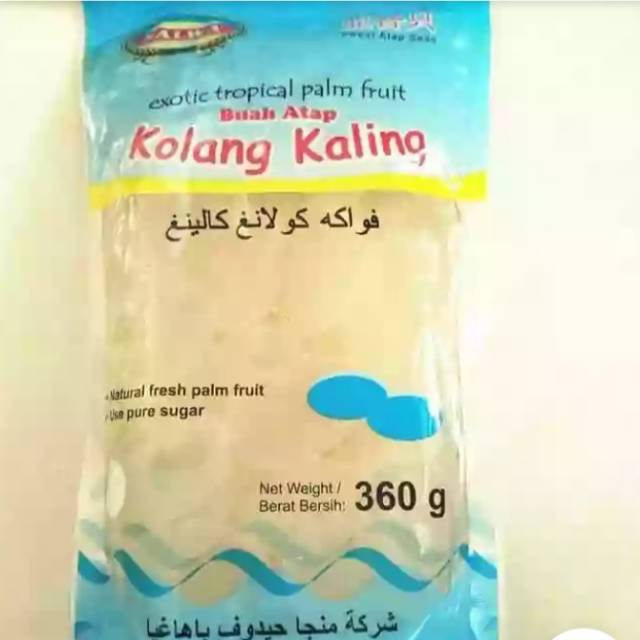 exotic tropical palm fruit
Buah Atap
Kolang Kaling
فواكه كولانغ كالينغ
- Natural fresh palm fruit
- Use pure sugar
Net Weight /
Berat Bersih: 360 g
شركة منجا حيدوف باهاغيا